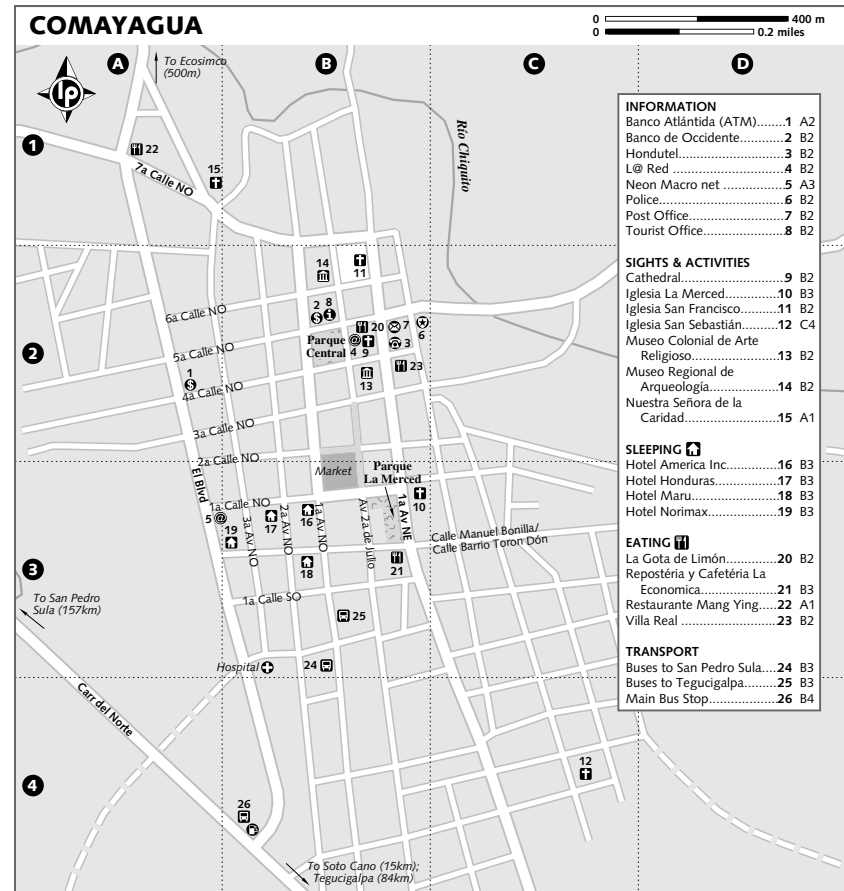 COMAYAGUA
0 400 m
0 0.2 miles
A
B
C
D
To Ecosimco
(500m)
lp
1
22
15
7a Calle NO
Río Chiquito
14
11
6a Calle NO
2 8
5a Calle NO
20 7
6
Parque
Central
4 9 3
2
13
23
1
4a Calle NO
3a Calle NO
2a Calle NO
Market
Parque
La Merced
El Blvd
1a Calle NO
5
19
17
16
10
3a Av NO
2a Av NO
1a Av NO
Av 2a de Julio
1a Av NE
Calle Manuel Bonilla/
Calle Barrio Toron Dón
18
21
3
To San Pedro
Sula (157km)
1a Calle SO
25
Hospital
24
Carr del Norte
12
4
26
To Soto Cano (15km);
Tegucigalpa (84km)
INFORMATION
Banco Atlántida (ATM).......1 A2
Banco de Occidente...........2 B2
Hondutel...........................3 B2
L@ Red .............................4 B2
Neon Macro net ................5 A3
Police.................................6 B2
Post Office.........................7 B2
Tourist Office.....................8 B2
SIGHTS & ACTIVITIES
Cathedral...........................9 B2
Iglesia La Merced.............10 B3
Iglesia San Francisco........11 B2
Iglesia San Sebastián........12 C4
Museo Colonial de Arte
Religioso.......................13 B2
Museo Regional de
Arqueología..................14 B2
Nuestra Señora de la
Caridad.........................15 A1
SLEEPING
Hotel America Inc.............16 B3
Hotel Honduras................17 B3
Hotel Maru.......................18 B3
Hotel Norimax..................19 B3
EATING
La Gota de Limón.............20 B2
Repostéria y Cafetéria La
Economica....................21 B3
Restaurante Mang Ying.....22 A1
Villa Real .........................23 B2
TRANSPORT
Buses to San Pedro Sula....24 B3
Buses to Tegucigalpa.........25 B3
Main Bus Stop...................26 B4